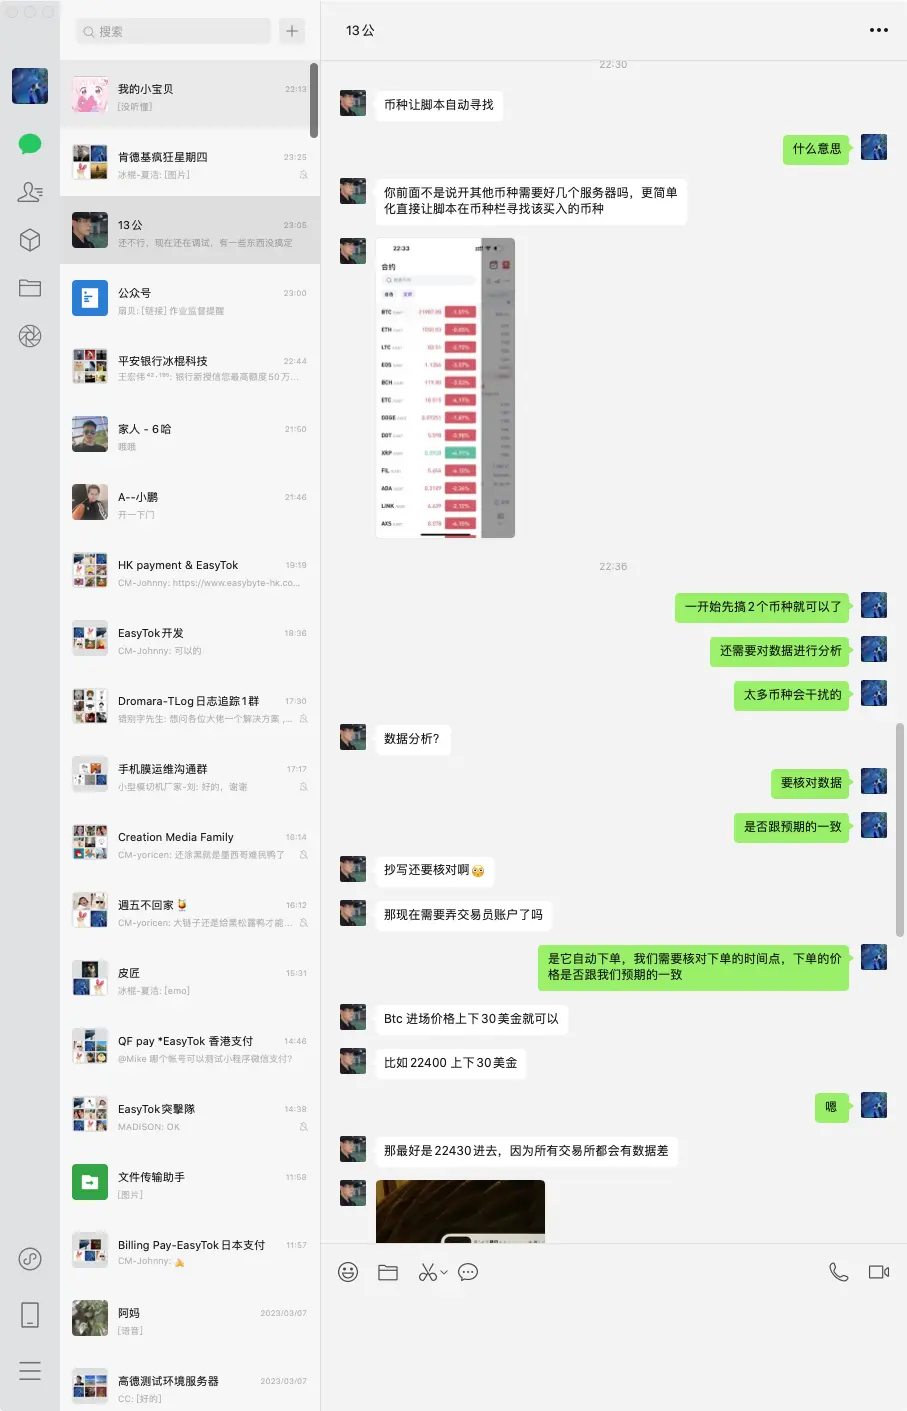 搜索
我的小宝贝
22:13
[没听懂]
肯德基疯狂星期四
23:25
冰棍-夏洁: [图片]
13公
23:05
还不行，现在还在调试，有一些东西没搞定
公众号
23:00
扇贝: [链接] 作业监督提醒
平安银行冰棍科技
22:44
银行新授信您最高额度50万...
家人 - 6哈
21:50
哦哦
A--小鹏
21:46
开一下门
HK payment & EasyTok
19:19
CM-Johnny: https://www.easybyte-hk.co...
EasyTok开发
18:36
CM-Johnny: 可以的
Dromara-TLog日志追踪1群
17:30
错别字先生: 想问各位大佬一个解决方案 ,...
手机膜运维沟通群
17:17
小型模切机厂家-刘: 好的，谢谢
Creation Media Family
16:14
CM-yoricen: 还涂黑就是墨西哥难民鸭了
週五不回家🍹
16:12
CM-yoricen: 大链子还是给黑松露鸭才能...
皮匠
15:31
冰棍-夏洁: [emo]
QF pay *EasyTok 香港支付
14:46
@Mike 哪个帐号可以测试小程序微信支付?
EasyTok突擊隊
14:38
MADISON: OK
文件传输助手
11:58
[图片]
Billing Pay-EasyTok日本支付
11:57
CM-Johnny: 🙏
阿妈
2023/03/07
[语音]
高德测试环境服务器
2023/03/07
CC: [好的]
13公
22:30
币种让脚本自动寻找
什么意思
你前面不是说开其他币种需要好几个服务器吗，更简单
化直接让脚本在币种栏寻找该买入的币种
22:33
合约
BTC
ETH
LTC
EOS
BCH
ETC
DOGE
DOT
XRP
FIL
ADA
LINK
AXS
22:36
一开始先搞2个币种就可以了
还需要对数据进行分析
太多币种会干扰的
数据分析?
要核对数据
是否跟预期的一致
抄写还要核对啊
那现在需要弄交易员账户了吗
是它自动下单，我们需要核对下单的时间点，下单的价
格是否跟我们预期的一致
Btc 进场价格上下30美金就可以
比如22400 上下30美金
嗯
那最好是22430进去，因为所有交易所都会有数据差